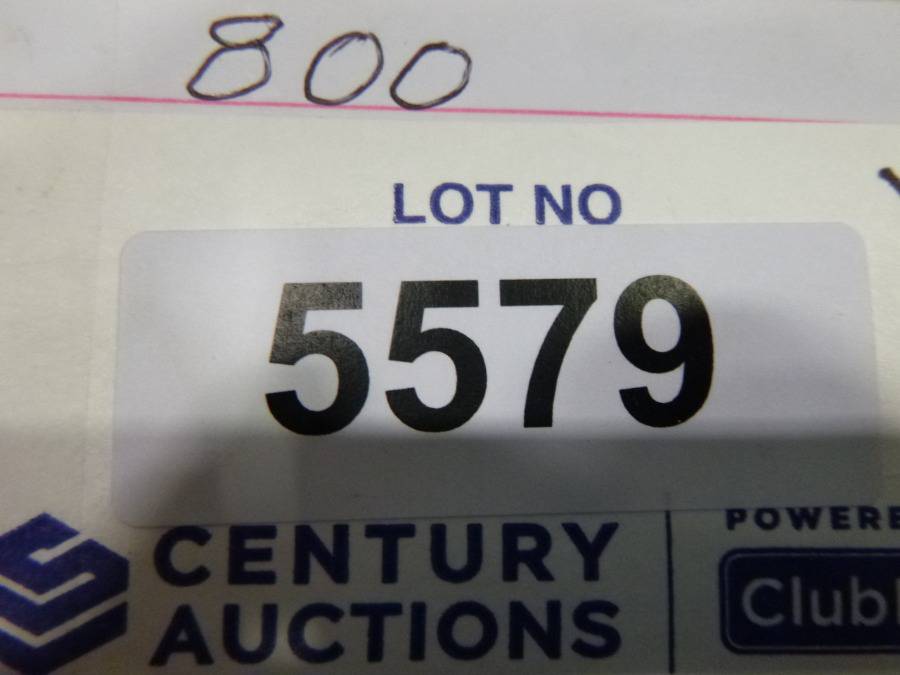 800
LOT NO
5579
CENTURY
AUCTIONS